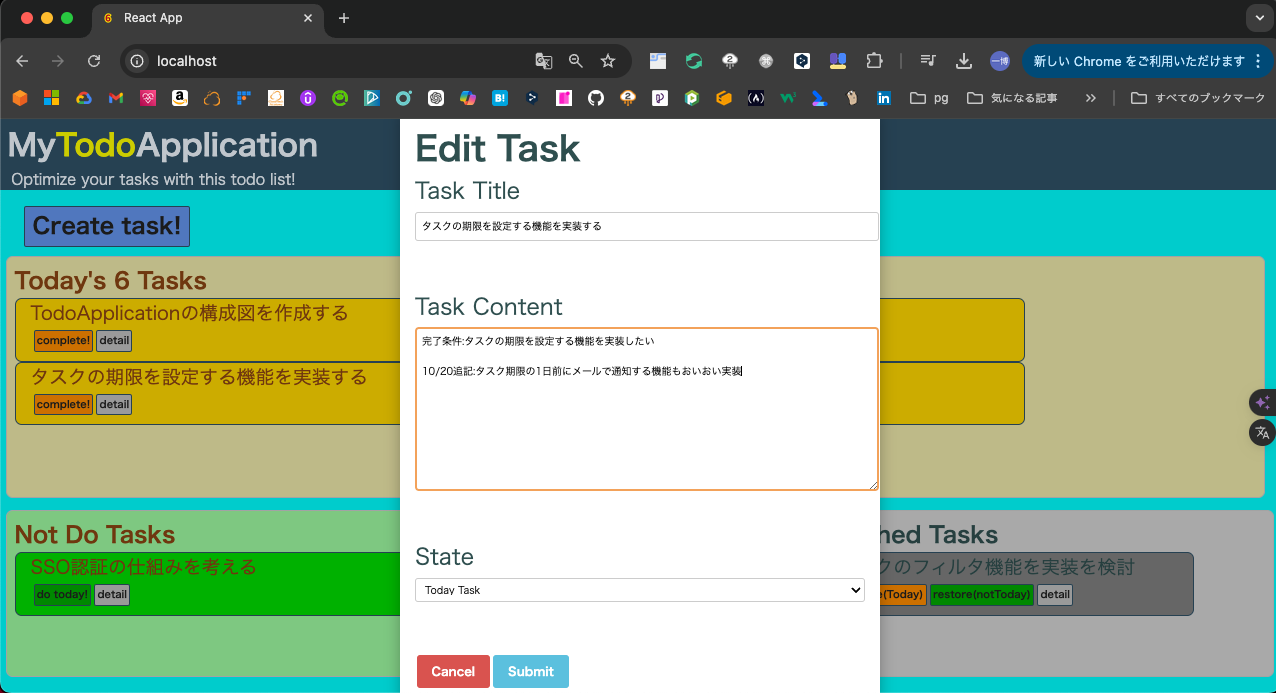 React App
localhost
新しい Chrome をご利用いただけます
pg
気になる記事
すべてのブックマーク
MyTodoApplication
Optimize your tasks with this todo list!
Create task!
Today's 6 Tasks
TodoApplicationの構成図を作成する
complete! detail
タスクの期限を設定する機能を実装する
complete! detail
Not Do Tasks
SSO認証の仕組みを考える
do today! detail
Edit Task
Task Title
タスクの期限を設定する機能を実装する
Task Content
完了条件:タスクの期限を設定する機能を実装したい
10/20追記:タスク期限の1日前にメールで通知する機能もおいおい実装
State
Today Task
Cancel Submit
hed Tasks
クのフィルタ機能を実装を検討
(Today) restore(notToday) detail